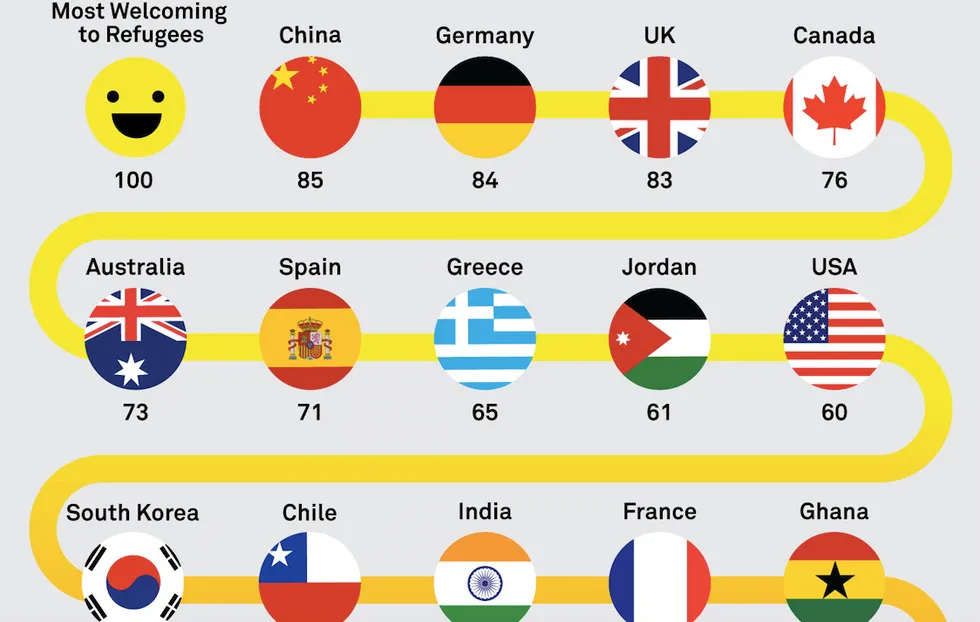 Most Welcoming
to Refugees
China
Germany
UK
Canada
100
85
84
83
76
Australia
Spain
Greece
Jordan
USA
73
71
65
61
60
South Korea
Chile
India
France
Ghana